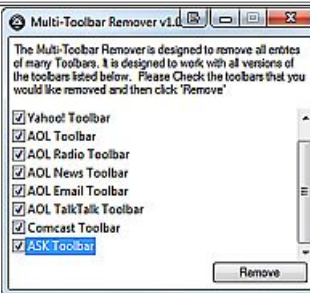 Multi-Toolbar Remover v1.0
The Multi-Toolbar Remover is designed to remove all entries
of many Toolbars. It is designed to work with all versions of
the toolbars listed below. Please Check the toolbars that you
would like removed and then click 'Remove'
Yahoo! Toolbar
AOL Toolbar
AOL Radio Toolbar
AOL News Toolbar
AOL Email Toolbar
AOL TalkTalk Toolbar
Comcast Toolbar
ASK Toolbar
Remove